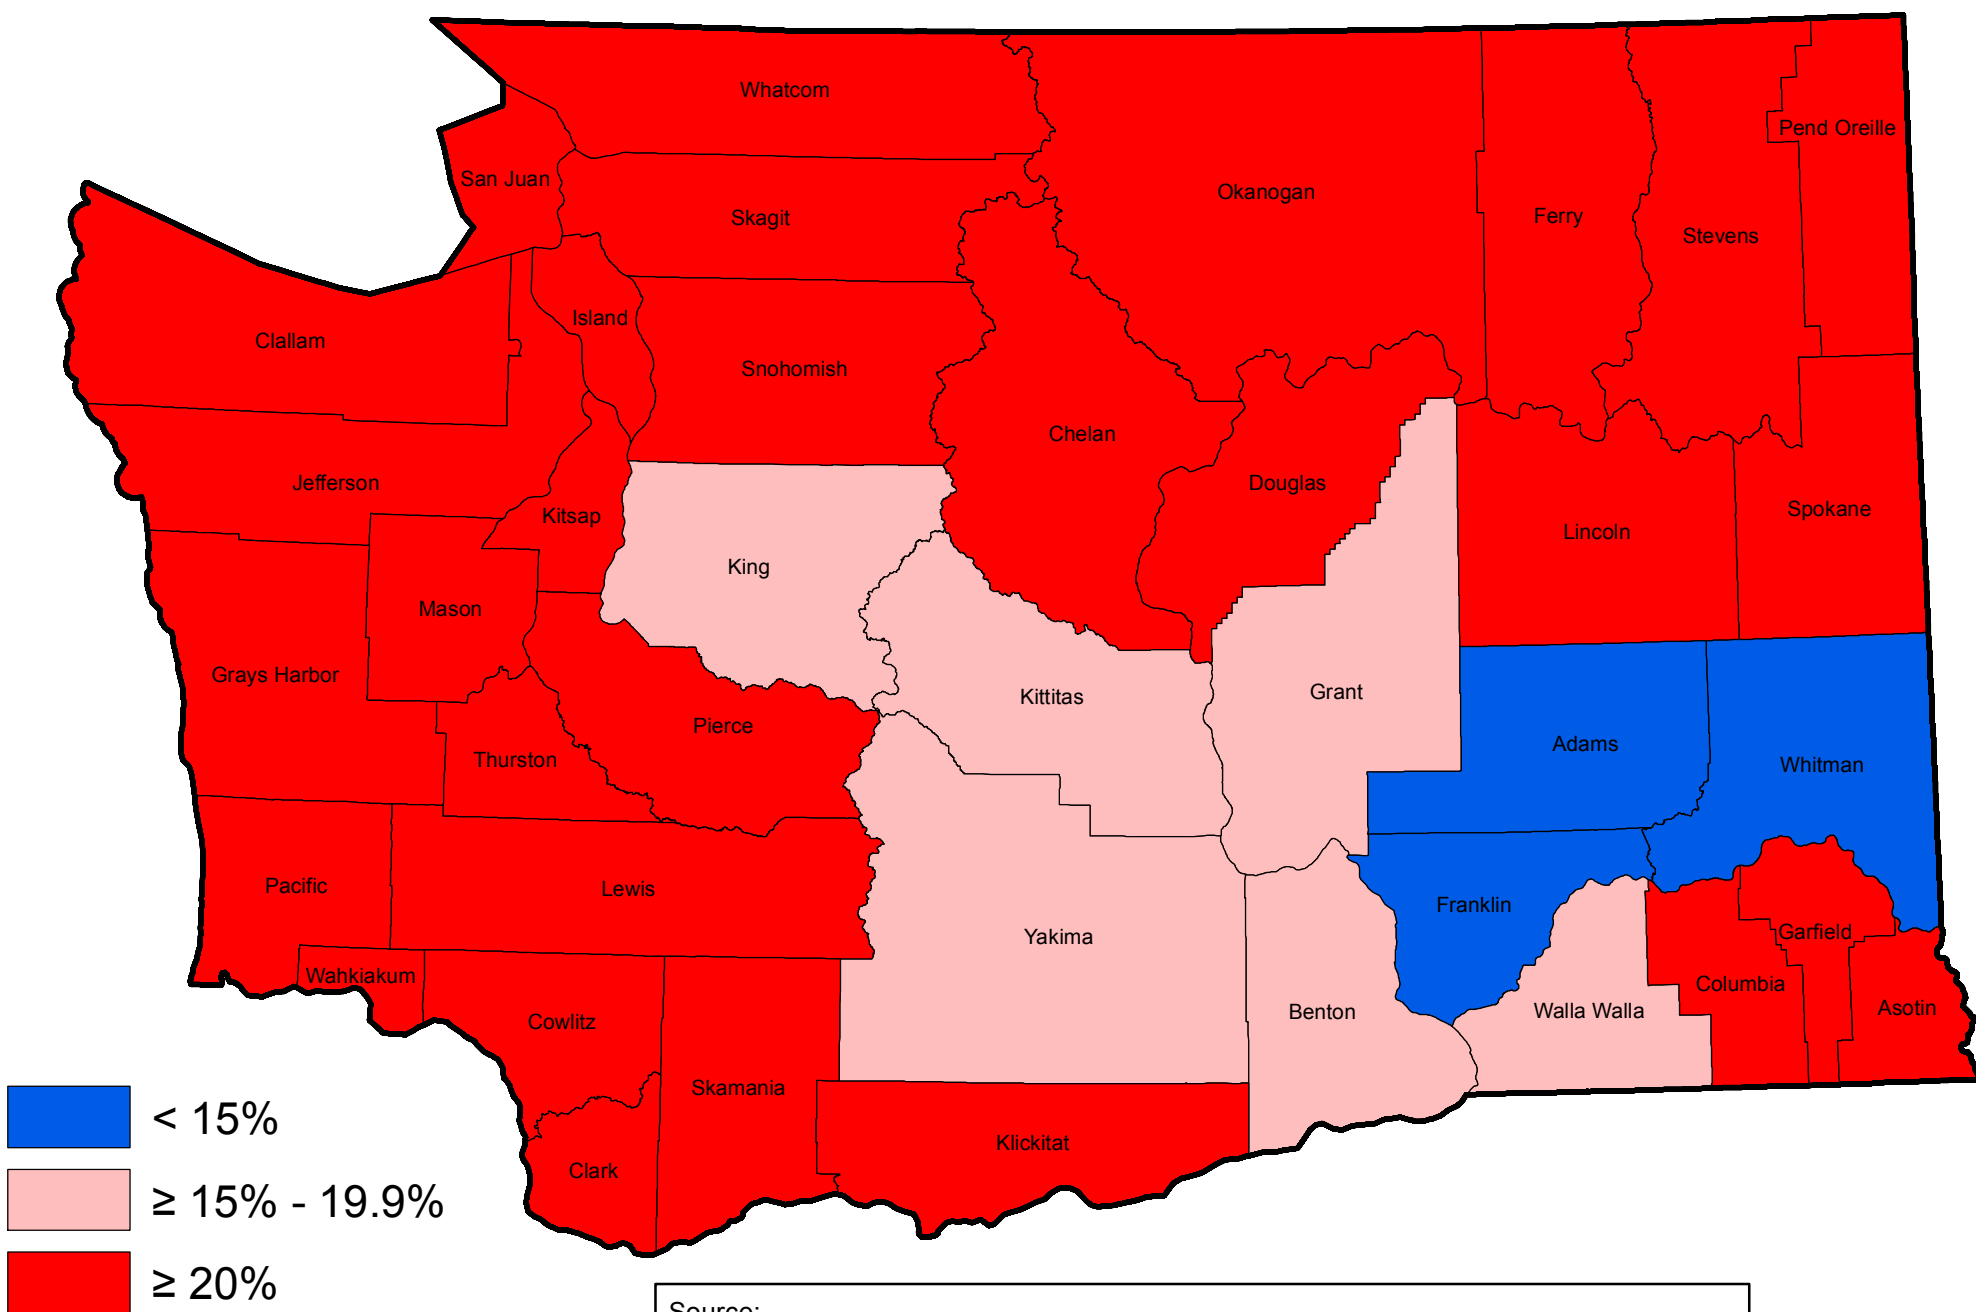 Whatcom
Pend Oreille
San Juan
Okanogan
Skagit
Ferry
Stevens
Island
Clallam
Snohomish
Chelan
Jefferson
Douglas
Kitsap
Spokane
Lincoln
King
Mason
Grays Harbor
Kittitas
Grant
Pierce
Adams
Thurston
Whitman
Pacific
Lewis
Franklin
Garfield
Yakima
Wahkiakum
Columbia
Cowlitz
Benton
Walla Walla
Asotin
Skamania
Klickitat
Clark
< 15%
≥ 15% - 19.9%
≥ 20%
Source: